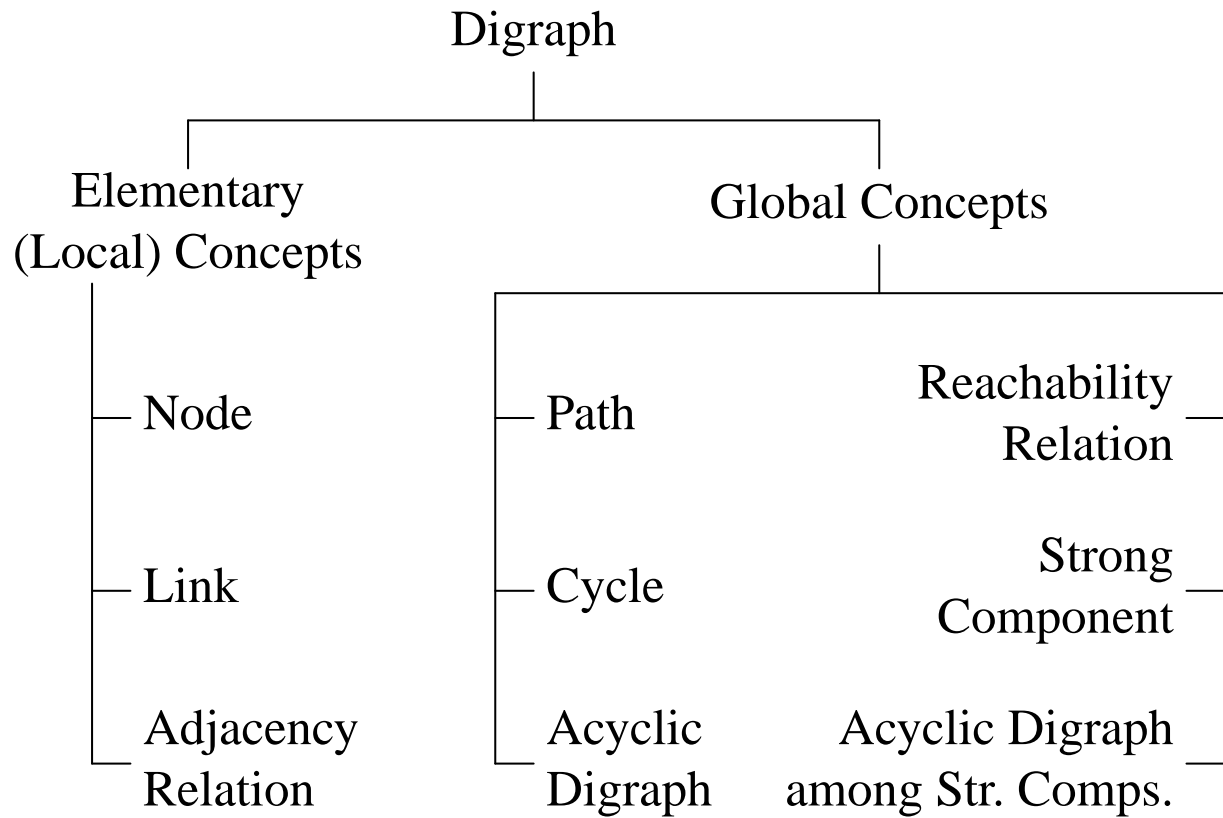 Digraph
Elementary
(Local) Concepts
Global Concepts
Node
Link
Adjacency
Relation
Path
Cycle
Acyclic
Digraph
Reachability
Relation
Strong
Component
Acyclic Digraph
among Str. Comps.